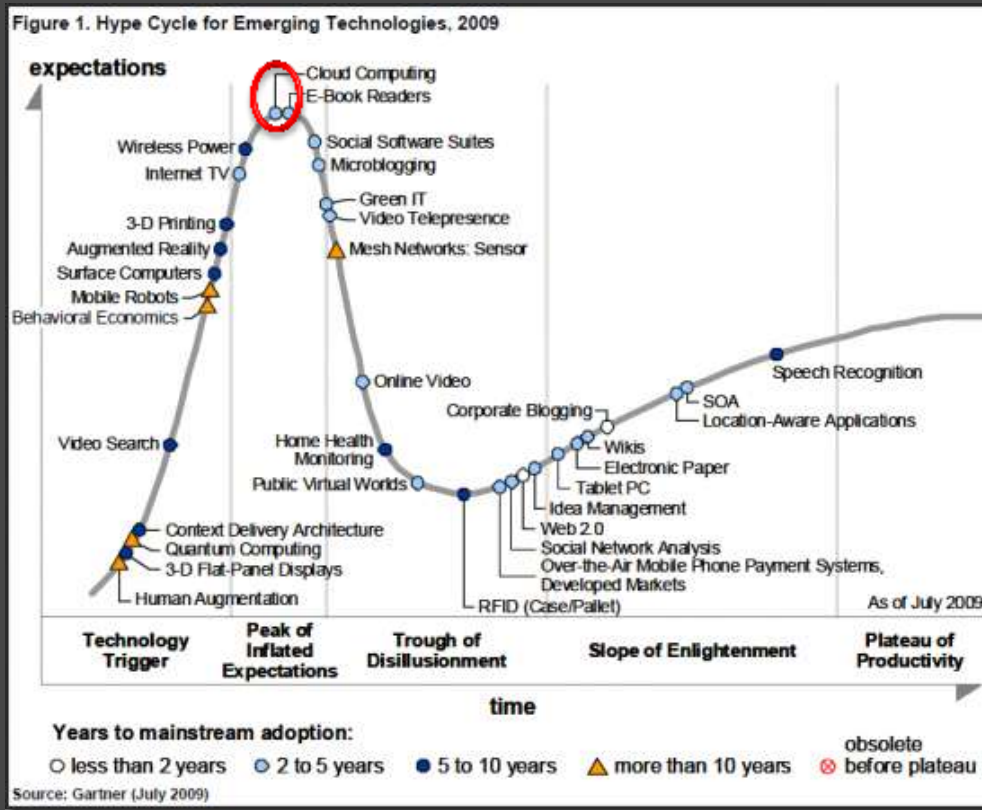 Figure 1. Hype Cycle for Emerging Technologies, 2009
expectations
Cloud Computing
E-Book Readers
Wireless Power
Social Software Suites
Internet TV
Microblogging
Green IT
3-D Printing
Video Telepresence
Augmented Reality
Mesh Networks: Sensor
Surface Computers
Mobile Robots
Behavioral Economics
Online Video
Speech Recognition
SOA
Corporate Blogging
Location-Aware Applications
Video Search
Home Health
Monitoring
Wikis
Electronic Paper
Public Virtual Worlds
Tablet PC
Idea Management
Web 2.0
Context Delivery Architecture
Quantum Computing
Social Network Analysis
3-D Flat-Panel Displays
Over-the-Air Mobile Phone Payment Systems,
Developed Markets
Human Augmentation
RFID (Case/Pallet)
As of July 2009
Technology
Trigger
Peak of
Inflated
Expectations
Trough of
Disillusionment
Slope of Enlightenment
Plateau of
Productivity
time
Years to mainstream adoption:
less than 2 years
2 to 5 years
5 to 10 years
more than 10 years
obsolete
before plateau
Source: Gartner (July 2009)